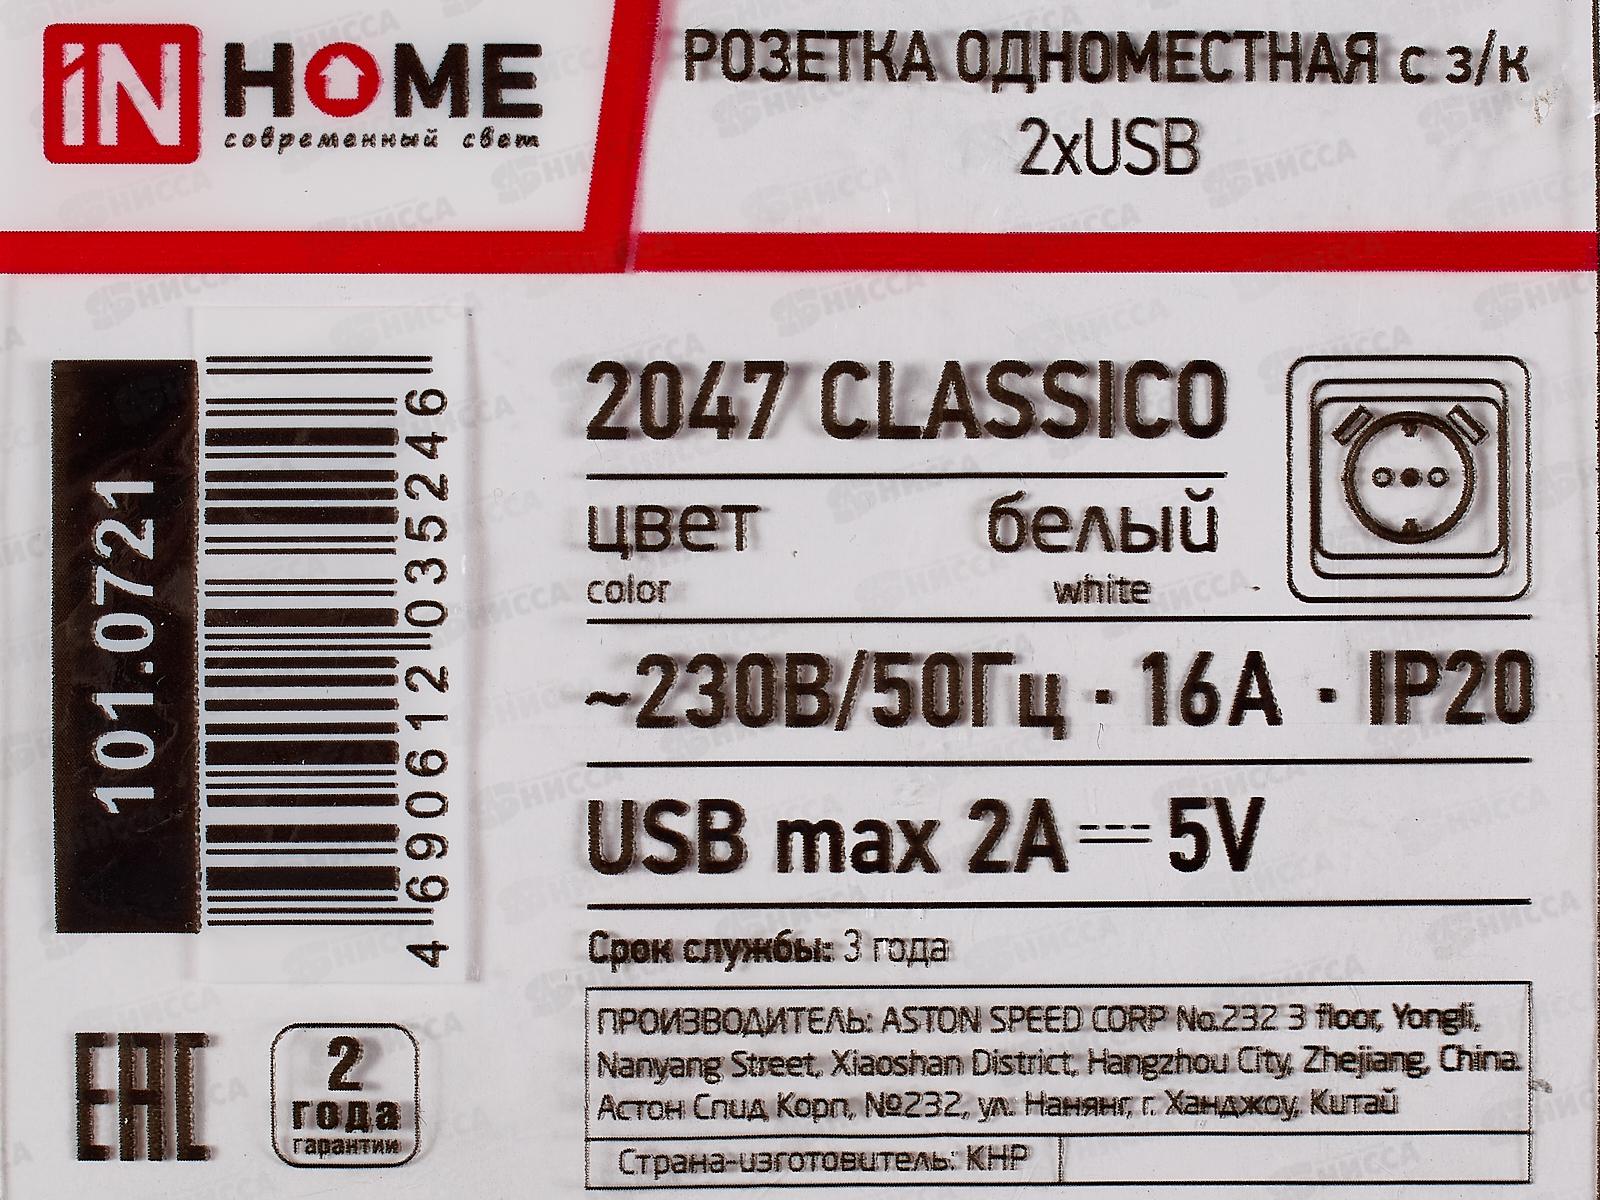 iN HOME
современный свет
РОЗЕТКА ОДНОМЕСТНАЯ с з/к
2xUSB
101.0721
4690612035246
2047 CLASSICO
цвет белый
color white
~230В/50Гц · 16А · IP20
USB max 2A 5V
Срок службы: 3 года
ПРОИЗВОДИТЕЛЬ: ASTON SPEED CORP No.232 3 floor, Yongli,
Nanyang Street, Xiaoshan District, Hangzhou City, Zhejiang, China.
Астон Спид Корп, №232, ул. Нанянг, г. Ханджоу, Китай
Страна-изготовитель: КНР
EAC
2
года
гарантии
НИССА